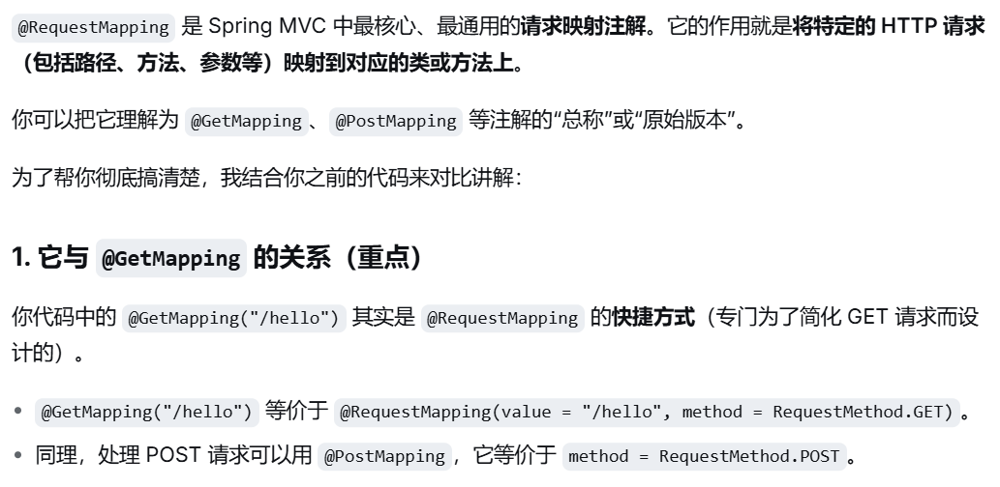 @RequestMapping 是 Spring MVC 中最核心、最通用的请求映射注解。它的作用就是将特定的 HTTP 请求
（包括路径、方法、参数等）映射到对应的类或方法上。
你可以把它理解为 @GetMapping、@PostMapping 等注解的“总称”或“原始版本”。
为了帮你彻底搞清楚，我结合你之前的代码来对比讲解：
1. 它与 @GetMapping 的关系（重点）
你代码中的 @GetMapping("/hello") 其实是 @RequestMapping 的快捷方式（专门为了简化 GET 请求而设
计的）。
• @GetMapping("/hello") 等价于 @RequestMapping(value = "/hello", method = RequestMethod.GET)。
• 同理，处理 POST 请求可以用 @PostMapping，它等价于 method = RequestMethod.POST。